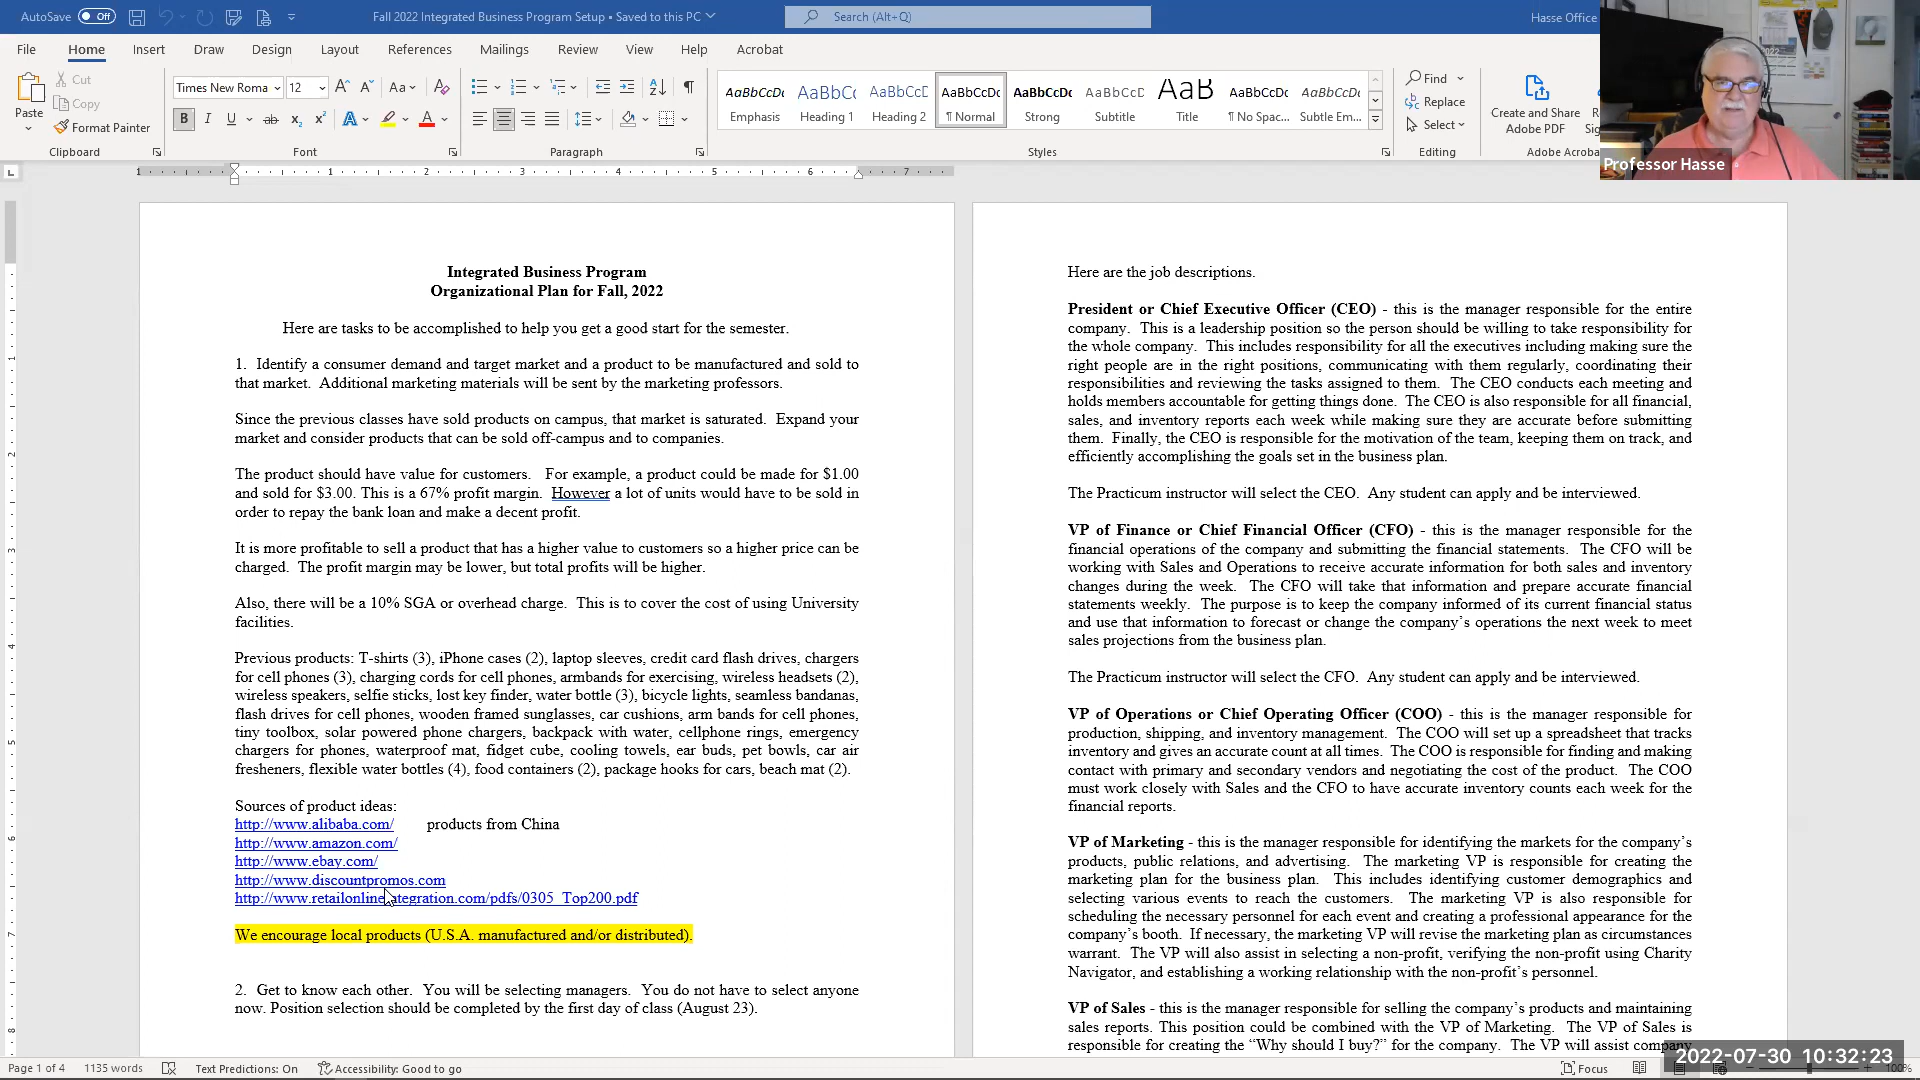 AutoSave Off Fall 2022 Integrated Business Program Setup • Saved to this PC Search (Alt+Q) Hasse Office
File Home Insert Draw Design Layout References Mailings Review View Help Acrobat
Paste Cut Copy Format Painter
Clipboard
Times New Roma 12 Aa
B I U ab x₂ x² A A
Font
Paragraph
AaBbCcDc AaBbCc AaBbCcD AaBbCcDc AaBbCcDc AaBbCcDc AaB AaBbCcDc AaBbCcDc
Emphasis Heading 1 Heading 2 ¶ Normal Strong Subtitle Title ¶ No Spac... Subtle Em...
Styles
Find
Replace
Select
Editing
Create and Share
Adobe PDF
Adobe Acroba
Professor Hasse
Integrated Business Program
Organizational Plan for Fall, 2022
Here are tasks to be accomplished to help you get a good start for the semester.
1. Identify a consumer demand and target market and a product to be manufactured and sold to
that market. Additional marketing materials will be sent by the marketing professors.
Since the previous classes have sold products on campus, that market is saturated. Expand your
market and consider products that can be sold off-campus and to companies.
The product should have value for customers. For example, a product could be made for $1.00
and sold for $3.00. This is a 67% profit margin. However a lot of units would have to be sold in
order to repay the bank loan and make a decent profit.
It is more profitable to sell a product that has a higher value to customers so a higher price can be
charged. The profit margin may be lower, but total profits will be higher.
Also, there will be a 10% SGA or overhead charge. This is to cover the cost of using University
facilities.
Previous products: T-shirts (3), iPhone cases (2), laptop sleeves, credit card flash drives, chargers
for cell phones (3), charging cords for cell phones, armbands for exercising, wireless headsets (2),
wireless speakers, selfie sticks, lost key finder, water bottle (3), bicycle lights, seamless bandanas,
flash drives for cell phones, wooden framed sunglasses, car cushions, arm bands for cell phones,
tiny toolbox, solar powered phone chargers, backpack with water, cellphone rings, emergency
chargers for phones, waterproof mat, fidget cube, cooling towels, ear buds, pet bowls, car air
fresheners, flexible water bottles (4), food containers (2), package hooks for cars, beach mat (2).
Sources of product ideas:
http://www.alibaba.com/ products from China
http://www.amazon.com/
http://www.ebay.com/
http://www.discountpromos.com
http://www.retailonlineintegration.com/pdfs/0305_Top200.pdf
We encourage local products (U.S.A. manufactured and/or distributed).
2. Get to know each other. You will be selecting managers. You do not have to select anyone
now. Position selection should be completed by the first day of class (August 23).
Here are the job descriptions.
President or Chief Executive Officer (CEO) - this is the manager responsible for the entire
company. This is a leadership position so the person should be willing to take responsibility for
the whole company. This includes responsibility for all the executives including making sure the
right people are in the right positions, communicating with them regularly, coordinating their
responsibilities and reviewing the tasks assigned to them. The CEO conducts each meeting and
holds members accountable for getting things done. The CEO is also responsible for all financial,
sales, and inventory reports each week while making sure they are accurate before submitting
them. Finally, the CEO is responsible for the motivation of the team, keeping them on track, and
efficiently accomplishing the goals set in the business plan.
The Practicum instructor will select the CEO. Any student can apply and be interviewed.
VP of Finance or Chief Financial Officer (CFO) - this is the manager responsible for the
financial operations of the company and submitting the financial statements. The CFO will be
working with Sales and Operations to receive accurate information for both sales and inventory
changes during the week. The CFO will take that information and prepare accurate financial
statements weekly. The purpose is to keep the company informed of its current financial status
and use that information to forecast or change the company’s operations the next week to meet
sales projections from the business plan.
The Practicum instructor will select the CFO. Any student can apply and be interviewed.
VP of Operations or Chief Operating Officer (COO) - this is the manager responsible for
production, shipping, and inventory management. The COO will set up a spreadsheet that tracks
inventory and gives an accurate count at all times. The COO is responsible for finding and making
contact with primary and secondary vendors and negotiating the cost of the product. The COO
must work closely with Sales and the CFO to have accurate inventory counts each week for the
financial reports.
VP of Marketing - this is the manager responsible for identifying the markets for the company’s
products, public relations, and advertising. The marketing VP is responsible for creating the
marketing plan for the business plan. This includes identifying customer demographics and
selecting various events to reach the customers. The marketing VP is also responsible for
scheduling the necessary personnel for each event and creating a professional appearance for the
company’s booth. If necessary, the marketing VP will revise the marketing plan as circumstances
warrant. The VP will also assist in selecting a non-profit, verifying the non-profit using Charity
Navigator, and establishing a working relationship with the non-profit’s personnel.
VP of Sales - this is the manager responsible for selling the company’s products and maintaining
sales reports. This position could be combined with the VP of Marketing. The VP of Sales is
responsible for creating the “Why should I buy?” for the company. The VP will assist company
Page 1 of 4 1135 words Text Predictions: On Accessibility: Good to go Focus 100%
2022-07-30 10:32:23